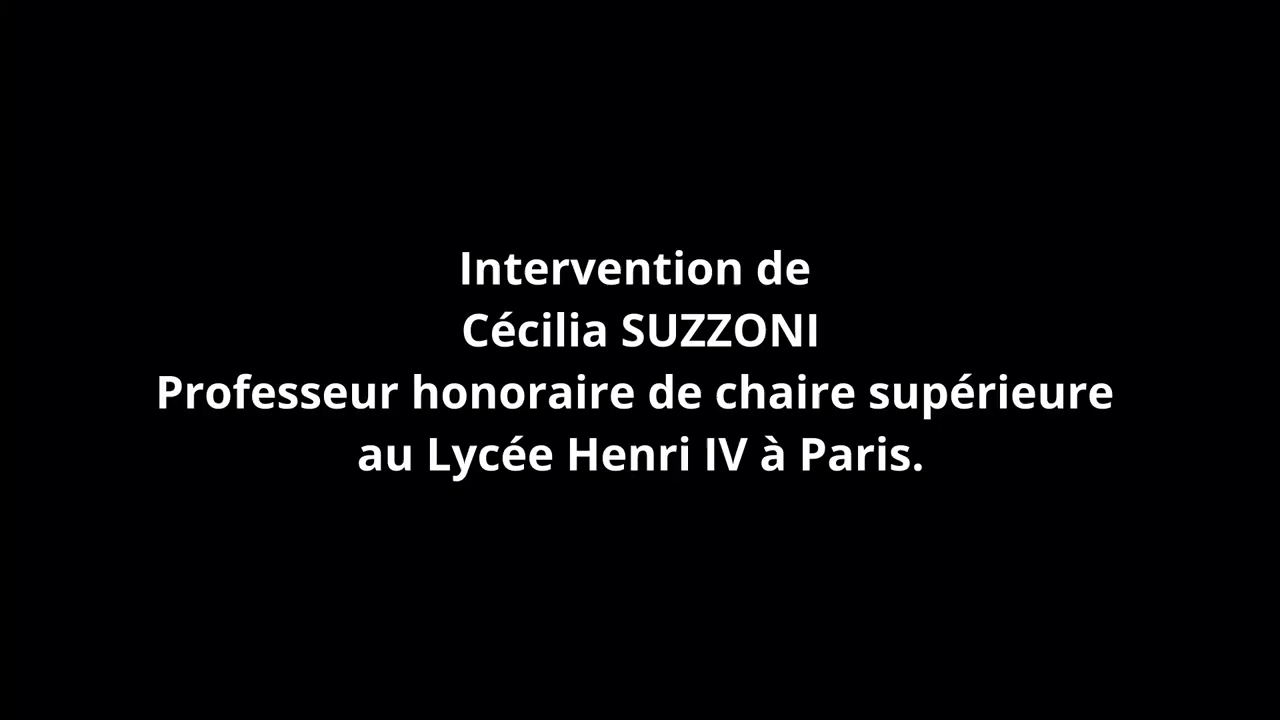 Intervention de
Cécilia SUZZONI
Professeur honoraire de chaire supérieure
au Lycée Henri IV à Paris.